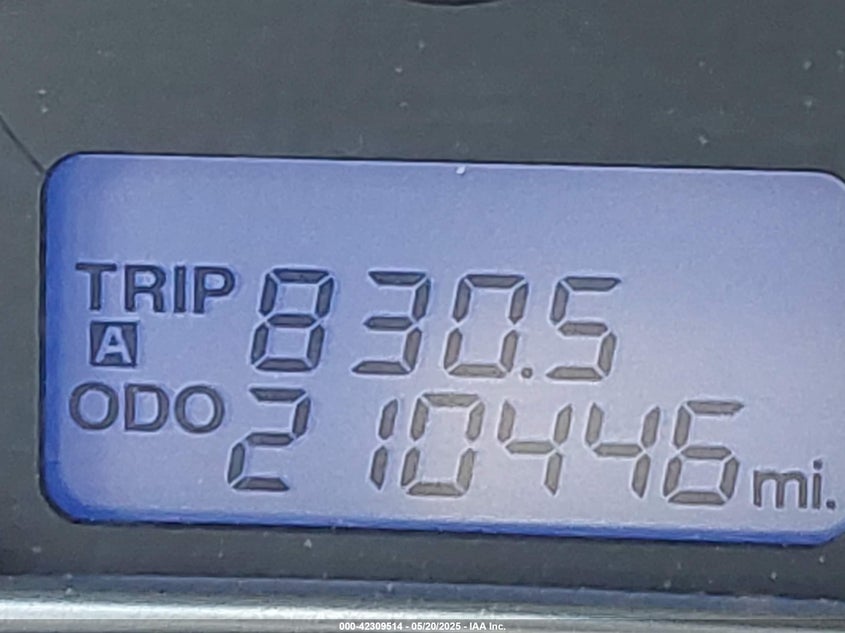 TRIP 830.5
A
ODO 210446 mi.
000-42309514 - 05/20/2025 - IAA Inc.